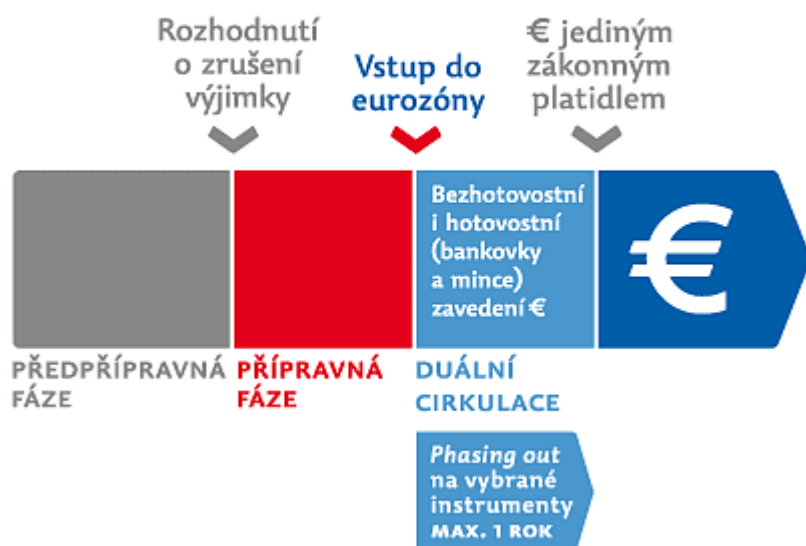 Rozhodnutí
o zrušení
výjimky
Vstup do
eurozóny
€ jediným
zákonným
platidlem
Bezhotovostní
i hotovostní
(bankovky
a mince)
zavedení €
€
PŘEDPŘÍPRAVNÁ
FÁZE
PŘÍPRAVNÁ
FÁZE
DUÁLNÍ
CIRKULACE
Phasing out
na vybrané
instrumenty
MAX. 1 ROK